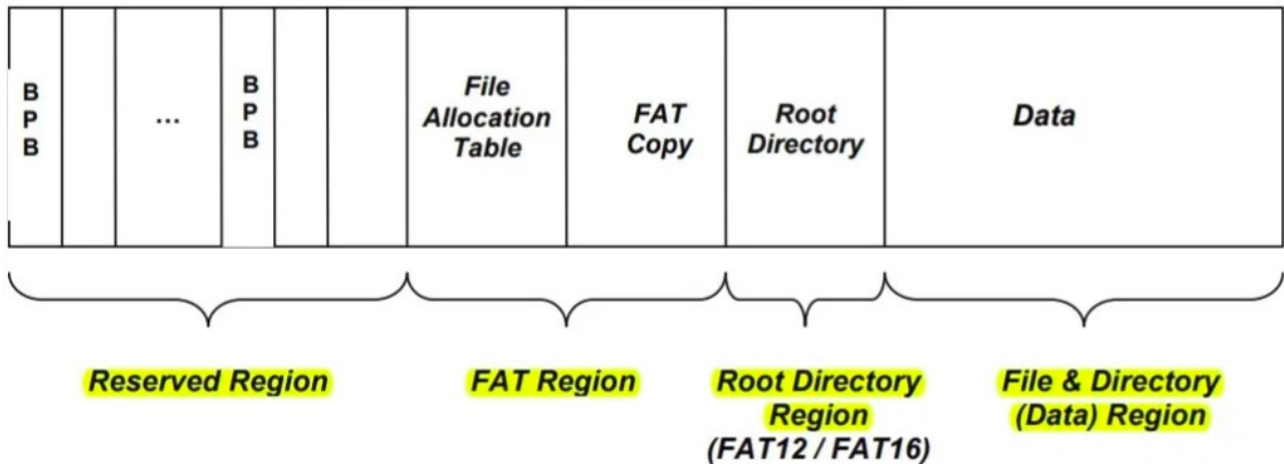 B
P
B
...
B
P
B
File
Allocation
Table
FAT
Copy
Root
Directory
Data
Reserved Region
FAT Region
Root Directory
Region
(FAT12 / FAT16)
File & Directory
(Data) Region